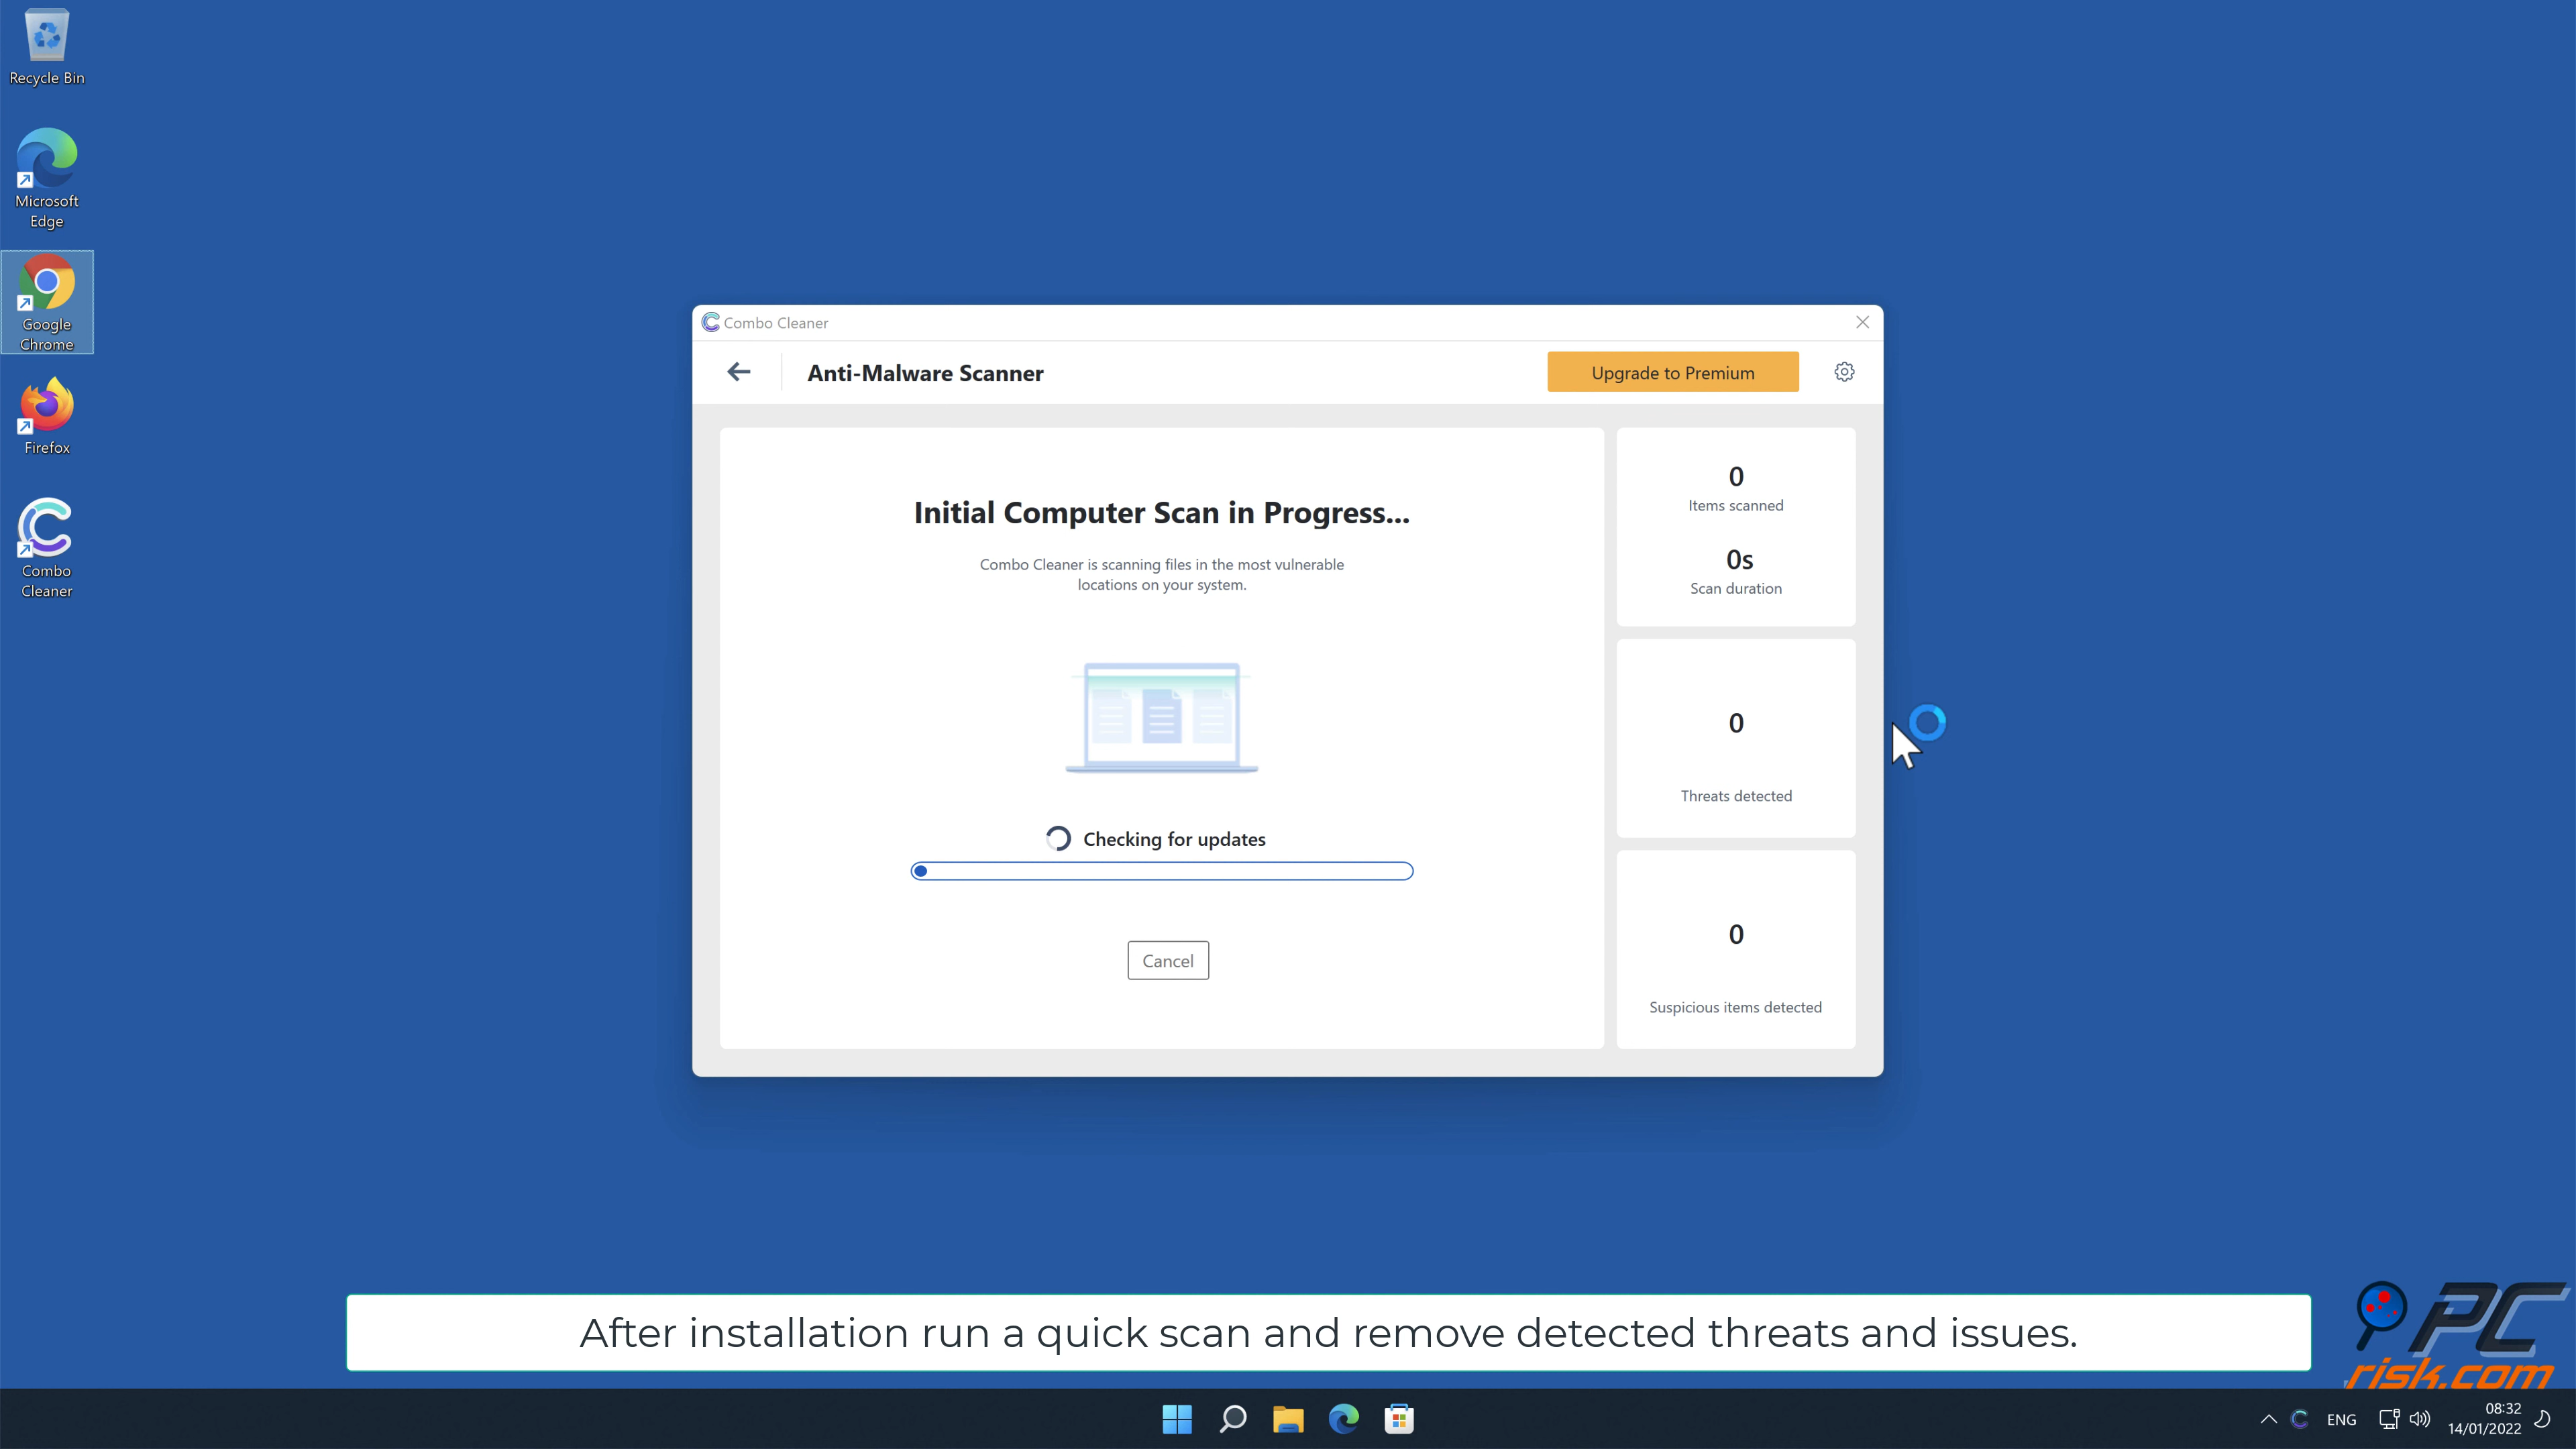 Recycle Bin
Microsoft
Edge
Google
Chrome
Firefox
Combo
Cleaner
Combo Cleaner
Anti-Malware Scanner
Upgrade to Premium
Initial Computer Scan in Progress...
Combo Cleaner is scanning files in the most vulnerable
locations on your system.
Checking for updates
Cancel
0
Items scanned
0s
Scan duration
0
Threats detected
0
Suspicious items detected
After installation run a quick scan and remove detected threats and issues.
PC
risk.com
ENG
08:32
14/01/2022